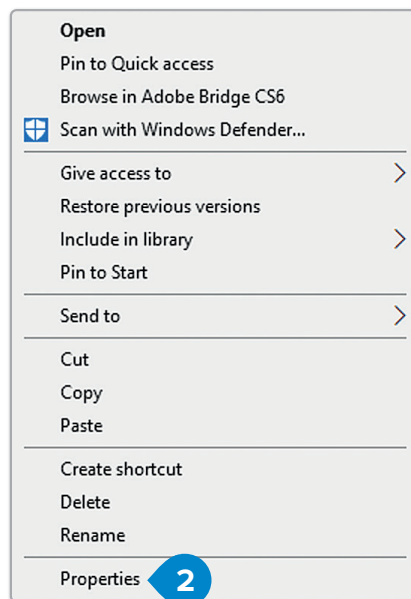 Open
Pin to Quick access
Browse in Adobe Bridge CS6
Scan with Windows Defender...
Give access to
Restore previous versions
Include in library
Pin to Start
Send to
Cut
Copy
Paste
Create shortcut
Delete
Rename
Properties 2